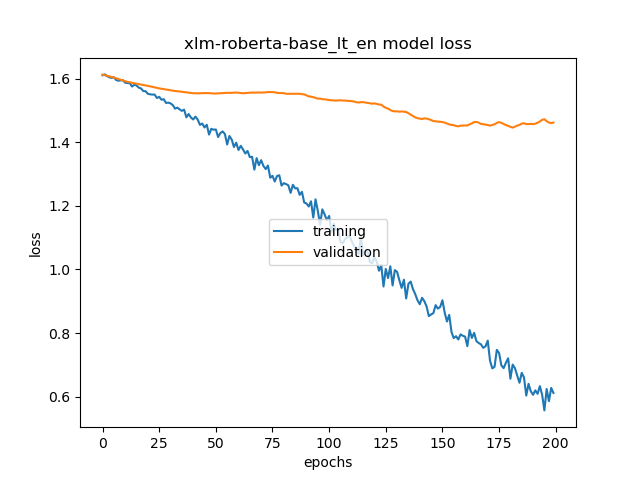 xlm-roberta-base_lt_en model loss
loss
1.6
1.4
1.2
1.0
0.8
0.6
training
validation
0 25 50 75 100 125 150 175 200
epochs